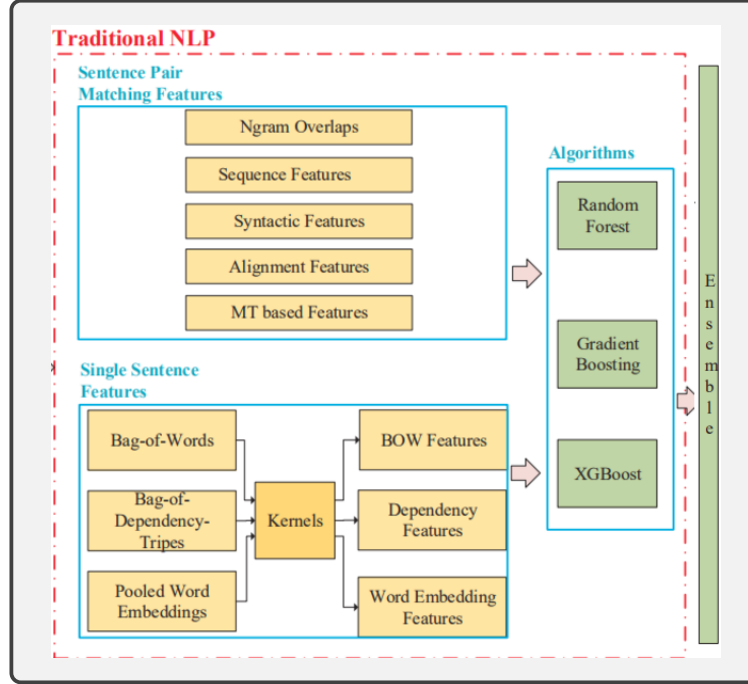 Traditional NLP
Sentence Pair
Matching Features
Ngram Overlaps
Sequence Features
Syntactic Features
Alignment Features
MT based Features
Single Sentence
Features
Bag-of-Words
Bag-of-
Dependency-
Tripes
Pooled Word
Embeddings
Kernels
BOW Features
Dependency
Features
Word Embedding
Features
Algorithms
Random
Forest
Gradient
Boosting
XGBoost
Ensemble